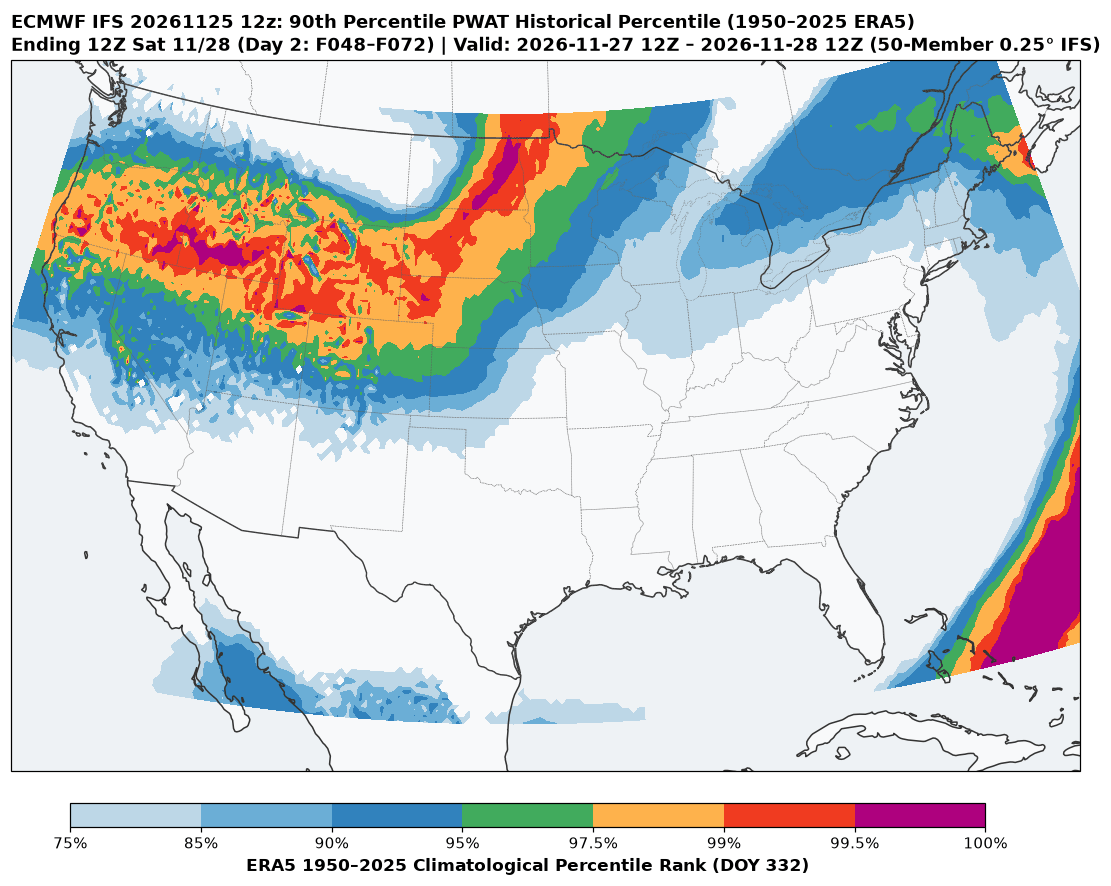 ECMWF IFS 20261125 12z: 90th Percentile PWAT Historical Percentile (1950–2025 ERA5)
Ending 12Z Sat 11/28 (Day 2: F048–F072) | Valid: 2026-11-27 12Z – 2026-11-28 12Z (50-Member 0.25° IFS)
75% 85% 90% 95% 97.5% 99% 99.5% 100%
ERA5 1950–2025 Climatological Percentile Rank (DOY 332)